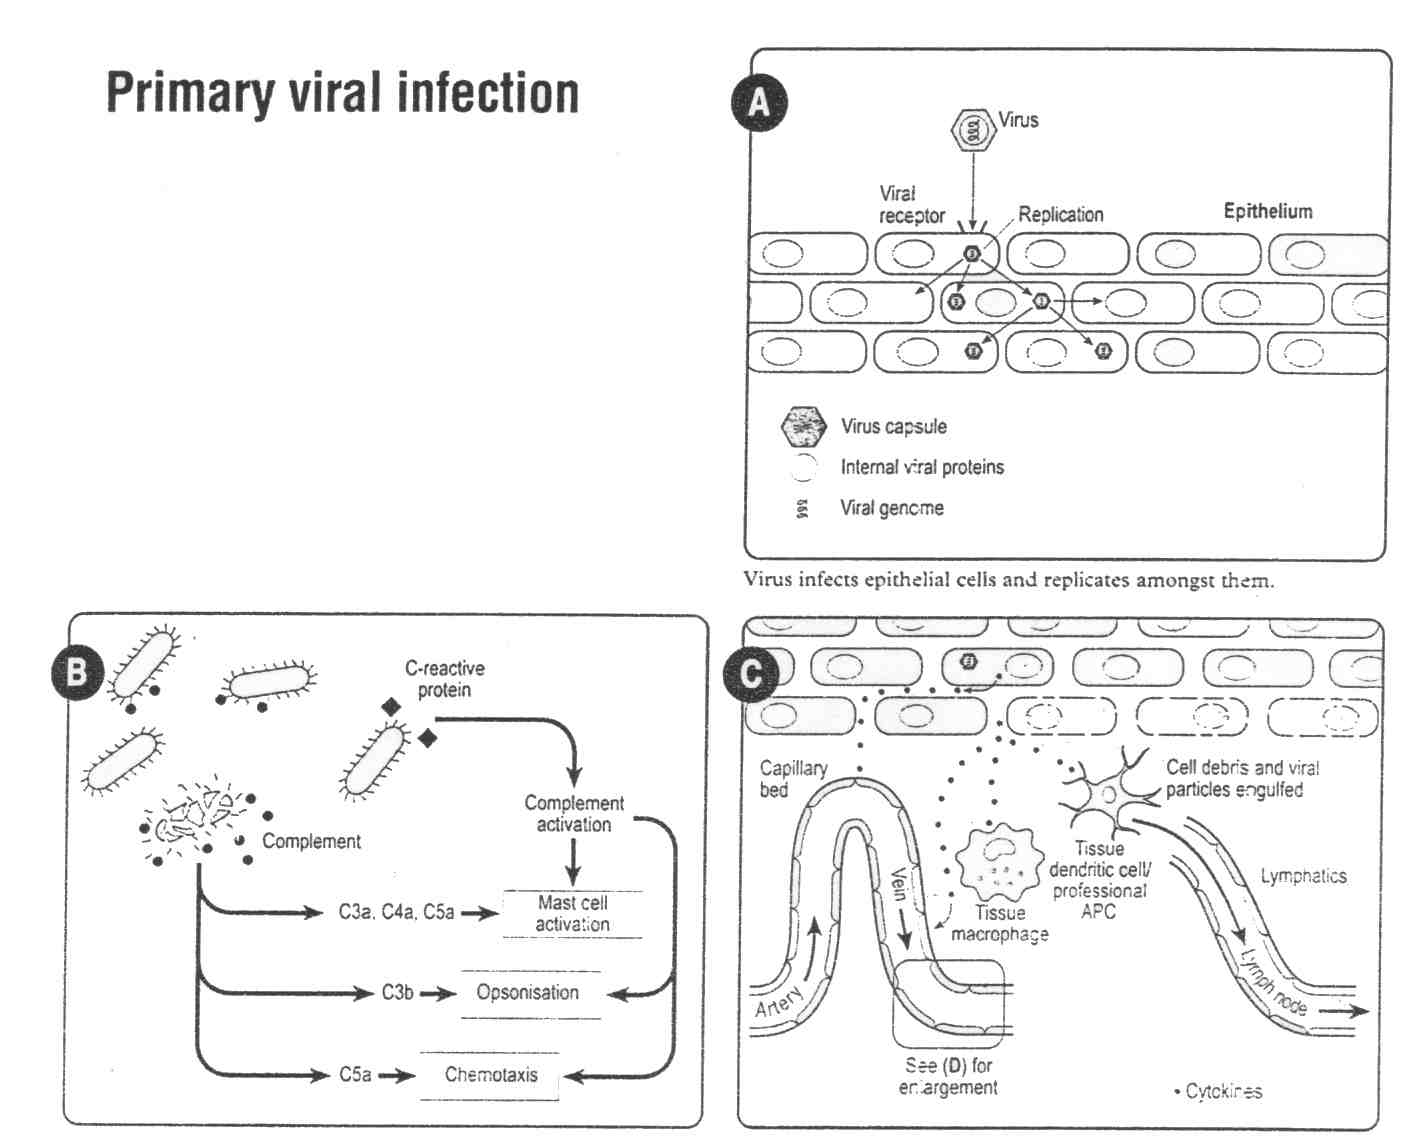 Primary viral infection
A
Virus
Viral
receptor
Replication
Epithelium
Virus capsule
Internal viral proteins
Viral genome
Virus infects epithelial cells and replicates amongst them.
B
C-reactive
protein
Complement
activation
Complement
C3a, C4a, C5a
Mast cell
activation
C3b
Opsonisation
C5a
Chemotaxis
C
Capillary
bed
Cell debris and viral
particles engulfed
Tissue
dendritic cell/
professional
APC
Lymphatics
Vein
Tissue
macrophage
Artery
Lymph node
See (D) for
enlargement
• Cytokines